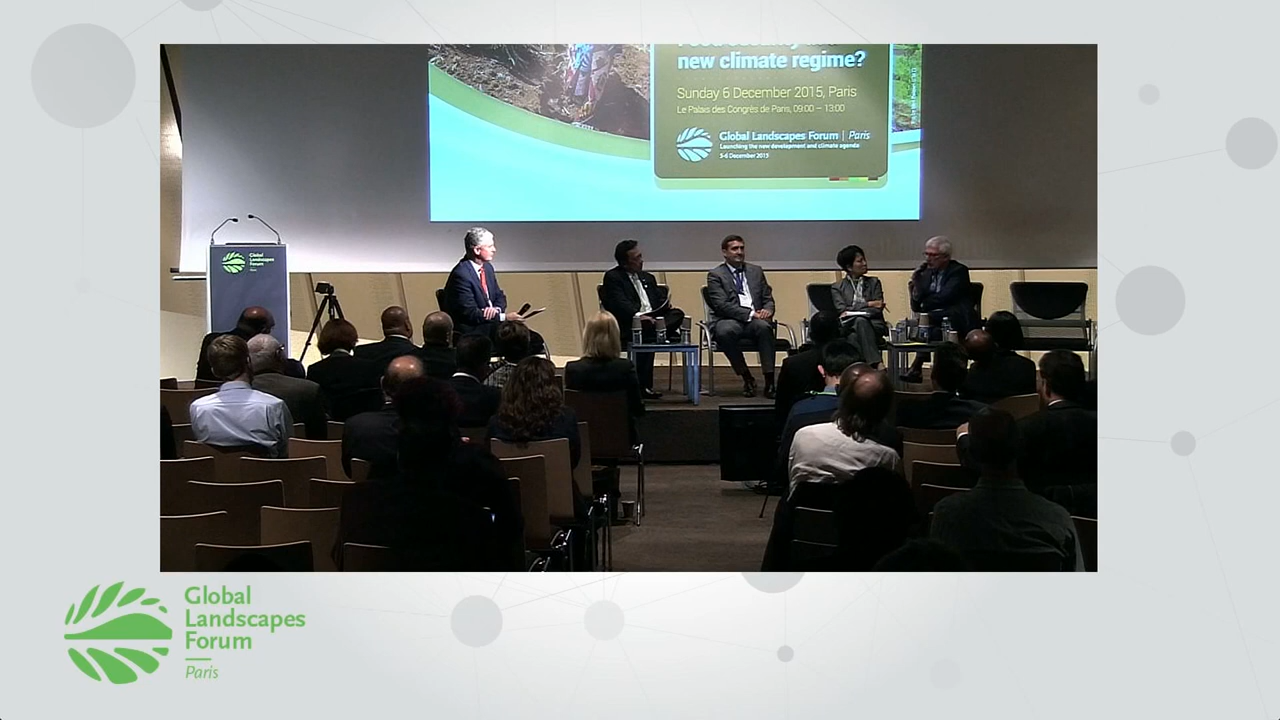 new climate regime?
Sunday 6 December 2015, Paris
Le Palais des Congrès de Paris, 09:00 – 13:00
Global Landscapes Forum | Paris
Launching the new development and climate agenda
5-6 December 2015
Global
Landscapes
Forum
Paris
Global
Landscapes
Forum
Paris